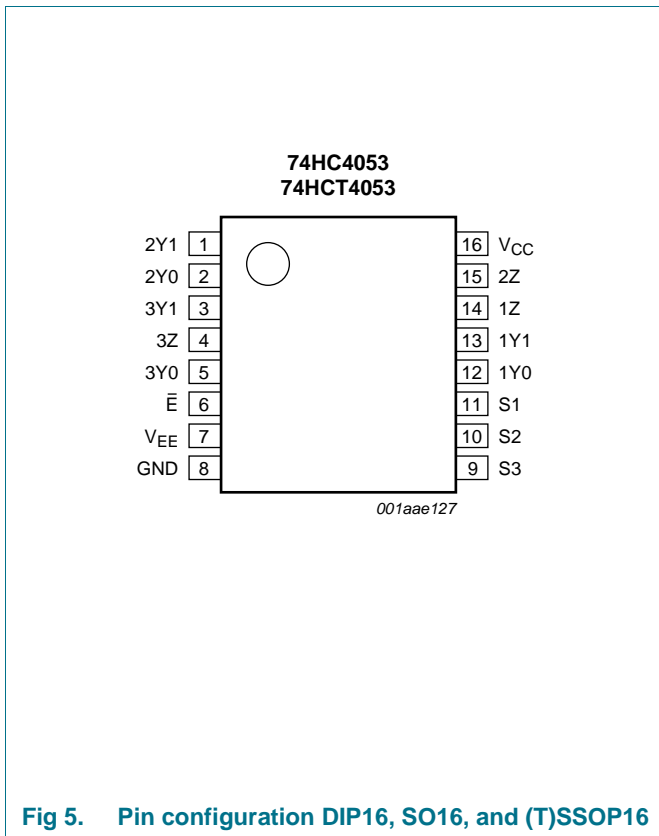 74HC4053
74HCT4053
2Y1 1
2Y0 2
3Y1 3
3Z 4
3Y0 5
E̅ 6
VEE 7
GND 8
16 VCC
15 2Z
14 1Z
13 1Y1
12 1Y0
11 S1
10 S2
9 S3
001aae127
Fig 5. Pin configuration DIP16, SO16, and (T)SSOP16